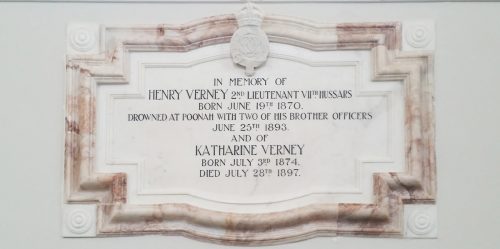 IN MEMORY OF
HENRY VERNEY 2ND LIEUTENANT VIITH HUSSARS
BORN JUNE 19TH 1870.
DROWNED AT POONAH WITH TWO OF HIS BROTHER OFFICERS
JUNE 25TH 1893.
AND OF
KATHARINE VERNEY
BORN JULY 3RD 1874.
DIED JULY 28TH 1897.